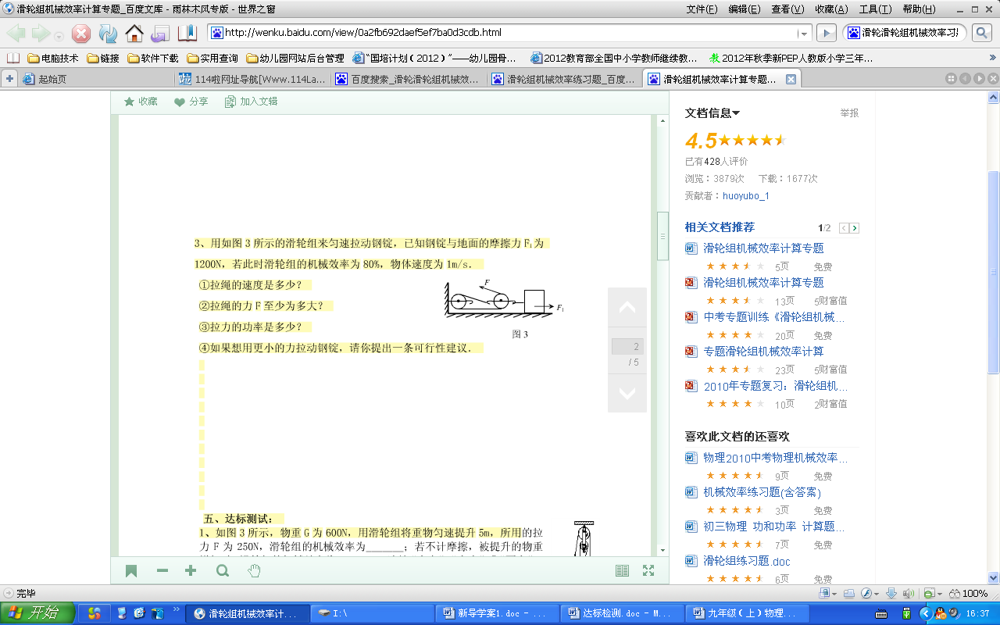 滑轮组机械效率计算专题_百度文库 - 雨林木风专版 - 世界之窗
文件(F) 编辑(E) 查看(V) 收藏(A) 工具(T) 帮助(H)
http://wenku.baidu.com/view/0a2fb692daef5ef7ba0d3cdb.html
滑轮滑轮组机械效率习
电脑技术 链接 软件下载 实用查询 幼儿园网站后台管理 “国培计划（2012）”——幼儿园骨... 2012教育部全国中小学教师继续教... 2012年秋季新PEP人教版小学三年...
起始页 114啦网址导航[Www.114La... 百度搜索_滑轮滑轮组机械效... 滑轮组机械效率练习题_百度... 滑轮组机械效率计算专题...
收藏 分享 加入文辑
3、用如图 3 所示的滑轮组来匀速拉动钢锭，已知钢锭与地面的摩擦力 F₁为
1200N，若此时滑轮组的机械效率为 80%，物体速度为 1m/s．
①拉绳的速度是多少？
②拉绳的力 F 至少为多大？
③拉力的功率是多少？
④如果想用更小的力拉动钢锭，请你提出一条可行性建议．
F
F₁
图 3
2
/ 5
五、达标测试：
1、如图 3 所示，物重 G 为 600N，用滑轮组将重物匀速提升 5m，所用的拉
力 F 为 250N，滑轮组的机械效率为______；若不计摩擦，被提升的物重
文档信息
举报
4.5
已有428人评价
浏览：3879次 下载：1677次
贡献者：huoyubo_1
相关文档推荐 1/2
滑轮组机械效率计算专题
5页 免费
滑轮组机械效率计算专题
13页 5财富值
中考专题训练《滑轮组机械...
20页 免费
专题滑轮组机械效率计算
23页 5财富值
2010年专题复习：滑轮组机...
10页 2财富值
喜欢此文档的还喜欢
物理2010中考物理机械效率...
9页 免费
机械效率练习题(含答案)
3页 免费
初三物理 功和功率 计算题...
7页 免费
滑轮组练习题.doc
6页 免费
完毕
100%
开始
滑轮组机械效率计...
I:\
新导学案1.doc - ...
达标检测.doc - M...
九年级（上）物理...
16:37